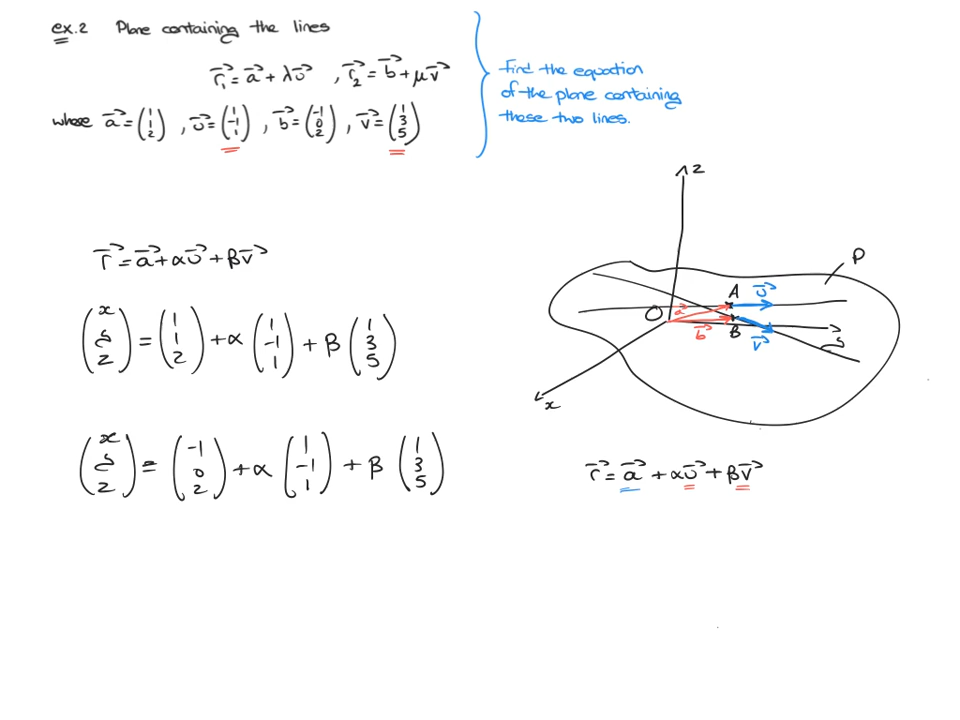 ex.2 Plane containing the lines
r₁⃗ = a⃗ + λu⃗ , r₂⃗ = b⃗ + μv⃗
where a⃗ = (1 1 2) , u⃗ = (1 -1 1) , b⃗ = (-1 0 2) , v⃗ = (1 3 5)
Find the equation
of the plane containing
these two lines.
r⃗ = a⃗ + αu⃗ + βv⃗
(x y z) = (1 1 2) + α (1 -1 1) + β (1 3 5)
(x y z) = (-1 0 2) + α (1 -1 1) + β (1 3 5)
z
P
A u⃗
O a⃗
b⃗ B v⃗ y
x
r⃗ = a⃗ + αu⃗ + βv⃗